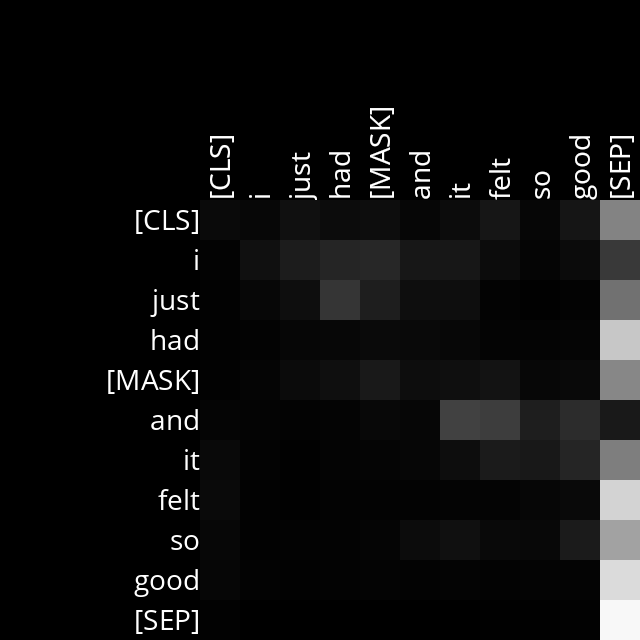 [CLS] i just had [MASK] and it felt so good [SEP]
[CLS]
i
just
had
[MASK]
and
it
felt
so
good
[SEP]